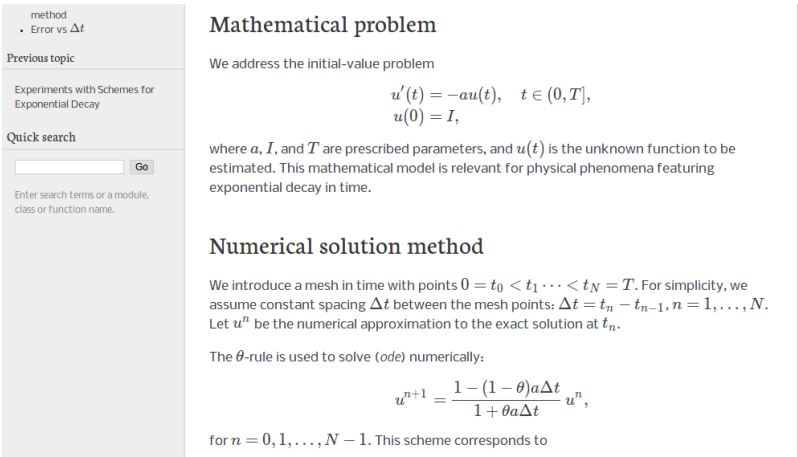 method
• Error vs Δt
Previous topic
Experiments with Schemes for
Exponential Decay
Quick search
Go
Enter search terms or a module,
class or function name.
Mathematical problem
We address the initial-value problem
u′(t) = −au(t), t ∈ (0, T],
u(0) = I,
where a, I, and T are prescribed parameters, and u(t) is the unknown function to be
estimated. This mathematical model is relevant for physical phenomena featuring
exponential decay in time.
Numerical solution method
We introduce a mesh in time with points 0 = t₀ < t₁ ⋯ < t_N = T. For simplicity, we
assume constant spacing Δt between the mesh points: Δt = tₙ − tₙ₋₁, n = 1, …, N.
Let uⁿ be the numerical approximation to the exact solution at tₙ.
The θ-rule is used to solve (ode) numerically:
uⁿ⁺¹ = (1 − (1 − θ)aΔt)/(1 + θaΔt) uⁿ,
for n = 0, 1, …, N − 1. This scheme corresponds to